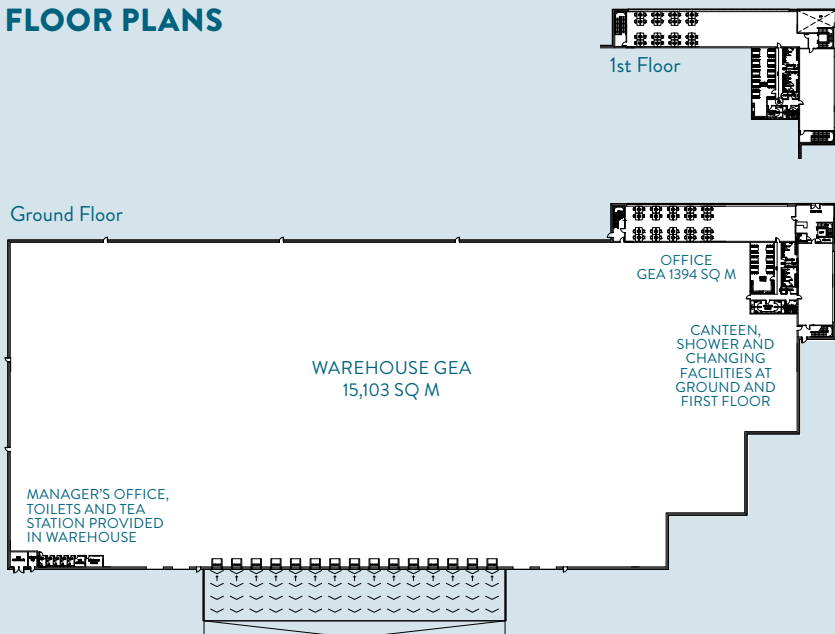 FLOOR PLANS
1st Floor
Ground Floor
OFFICE
GEA 1394 SQ M
CANTEEN,
SHOWER AND
CHANGING
FACILITIES AT
GROUND AND
FIRST FLOOR
WAREHOUSE GEA
15,103 SQ M
MANAGER'S OFFICE,
TOILETS AND TEA
STATION PROVIDED
IN WAREHOUSE